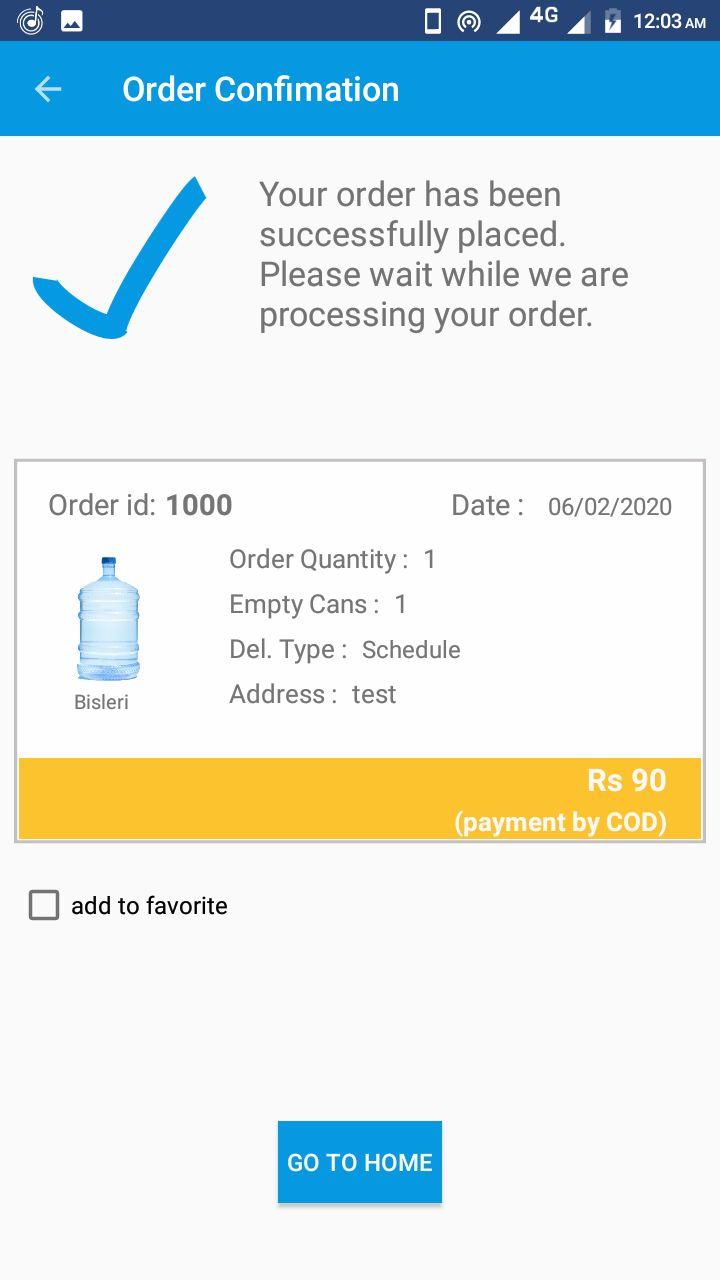 4G 12:03 AM
Order Confimation
Your order has been
successfully placed.
Please wait while we are
processing your order.
Order id: 1000 Date : 06/02/2020
Order Quantity : 1
Empty Cans : 1
Del. Type : Schedule
Address : test
Bisleri
Rs 90
(payment by COD)
add to favorite
GO TO HOME